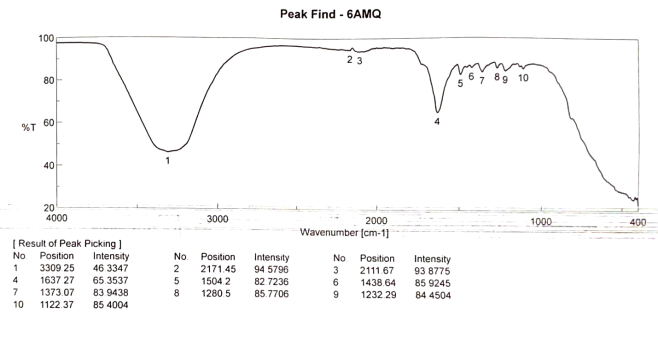 Peak Find - 6AMQ
100
80
%T
60
40
20
4000 3000 2000 1000 400
Wavenumber [cm-1]
1 2 3 4 5 6 7 8 9 10
[ Result of Peak Picking ]
No Position Intensity No Position Intensity No Position Intensity
1 3309.25 46.3347 2 2171.45 94.5796 3 2111.67 93.8775
4 1637.27 65.3537 5 1504.2 82.7236 6 1438.64 85.9245
7 1373.07 83.9438 8 1280.5 85.7706 9 1232.29 84.4504
10 1122.37 85.4004